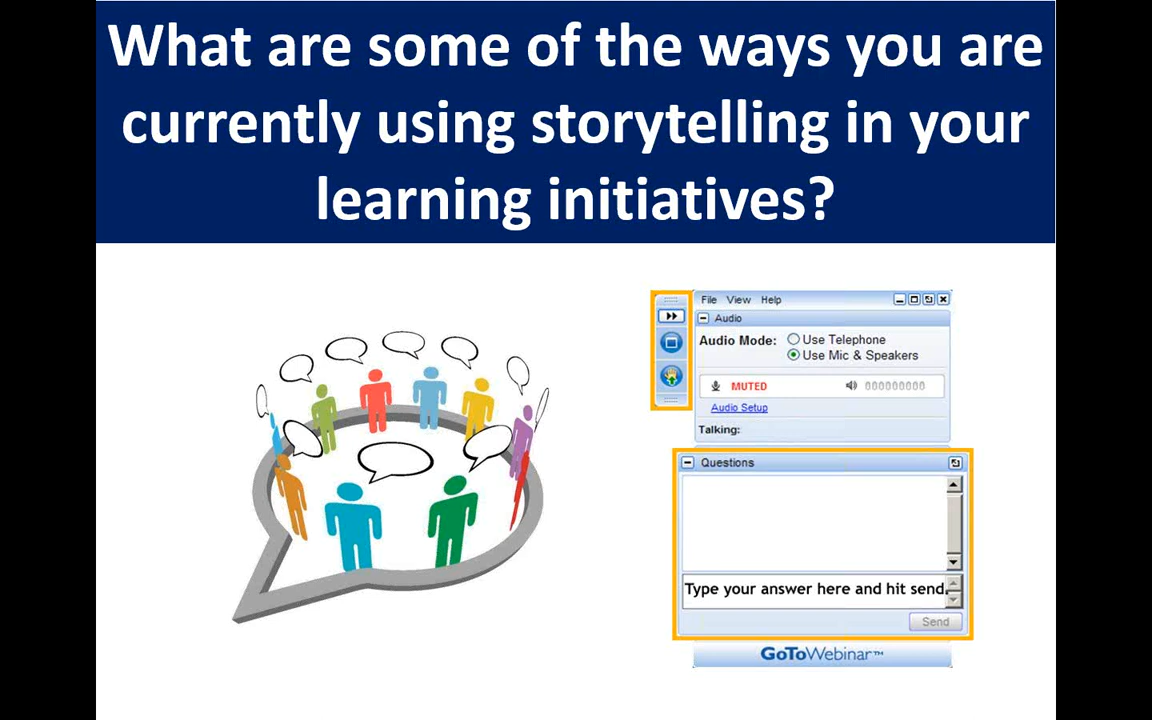 What are some of the ways you are
currently using storytelling in your
learning initiatives?
File View Help
Audio
Audio Mode: Use Telephone
Use Mic & Speakers
MUTED 000000000
Audio Setup
Talking:
Questions
Type your answer here and hit send.
Send
GoToWebinar™